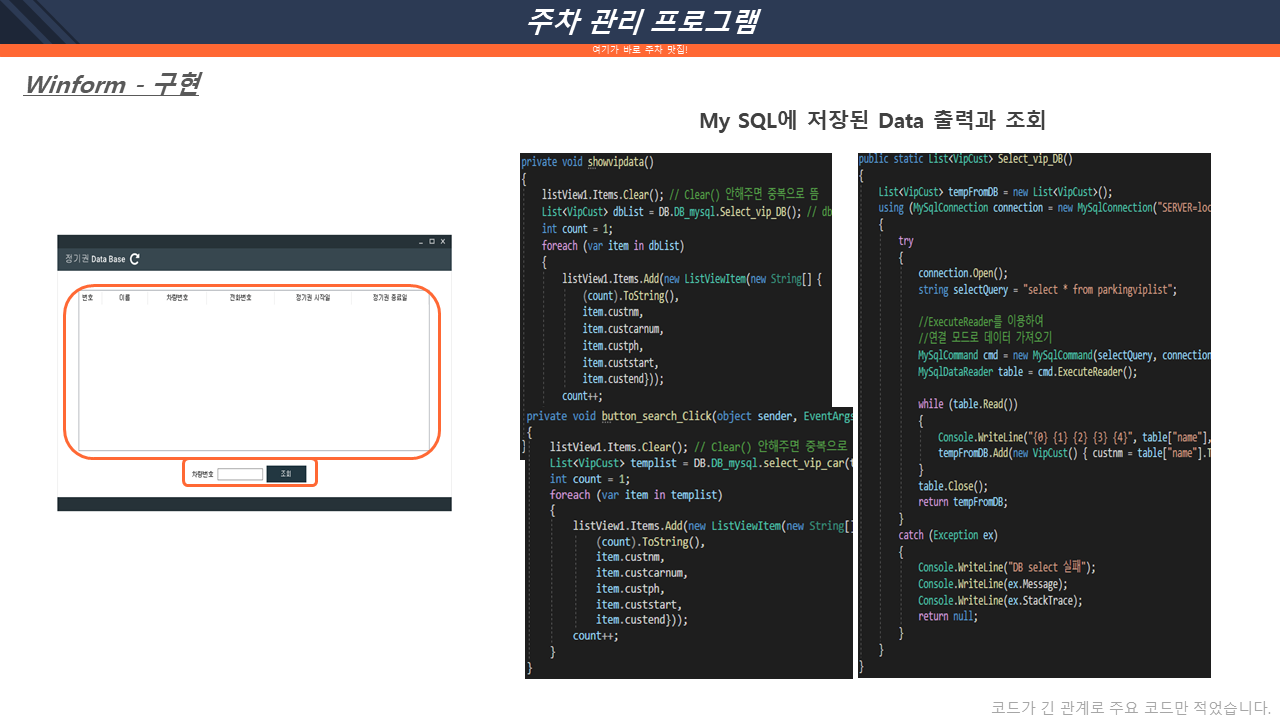 주차 관리 프로그램
여기가 바로 주차 맛집!
Winform - 구현
My SQL에 저장된 Data 출력과 조회
정기권 Data Base
번호 이름 차량번호 전화번호 정기권 시작일 정기권 종료일
차량번호 조회
private void showvipdata()
{
listView1.Items.Clear(); // Clear() 안해주면 중복으로 뜸
List<VipCust> dbList = DB.DB_mysql.Select_vip_DB(); // db
int count = 1;
foreach (var item in dbList)
{
listView1.Items.Add(new ListViewItem(new String[] {
(count).ToString(),
item.custnm,
item.custcarnum,
item.custph,
item.custstart,
item.custend}));
count++;
}
private void button_search_Click(object sender, EventArgs
{
listView1.Items.Clear(); // Clear() 안해주면 중복으로
List<VipCust> templist = DB.DB_mysql.select_vip_car(t
int count = 1;
foreach (var item in templist)
{
listView1.Items.Add(new ListViewItem(new String[]
(count).ToString(),
item.custnm,
item.custcarnum,
item.custph,
item.custstart,
item.custend}));
count++;
}
}
public static List<VipCust> Select_vip_DB()
{
List<VipCust> tempFromDB = new List<VipCust>();
using (MySqlConnection connection = new MySqlConnection("SERVER=loc
{
try
{
connection.Open();
string selectQuery = "select * from parkingviplist";
//ExecuteReader를 이용하여
//연결 모드로 데이터 가져오기
MySqlCommand cmd = new MySqlCommand(selectQuery, connection
MySqlDataReader table = cmd.ExecuteReader();
while (table.Read())
{
Console.WriteLine("{0} {1} {2} {3} {4}", table["name"],
tempFromDB.Add(new VipCust() { custnm = table["name"].T
}
table.Close();
return tempFromDB;
}
catch (Exception ex)
{
Console.WriteLine("DB select 실패");
Console.WriteLine(ex.Message);
Console.WriteLine(ex.StackTrace);
return null;
}
}
}
코드가 긴 관계로 주요 코드만 적었습니다.